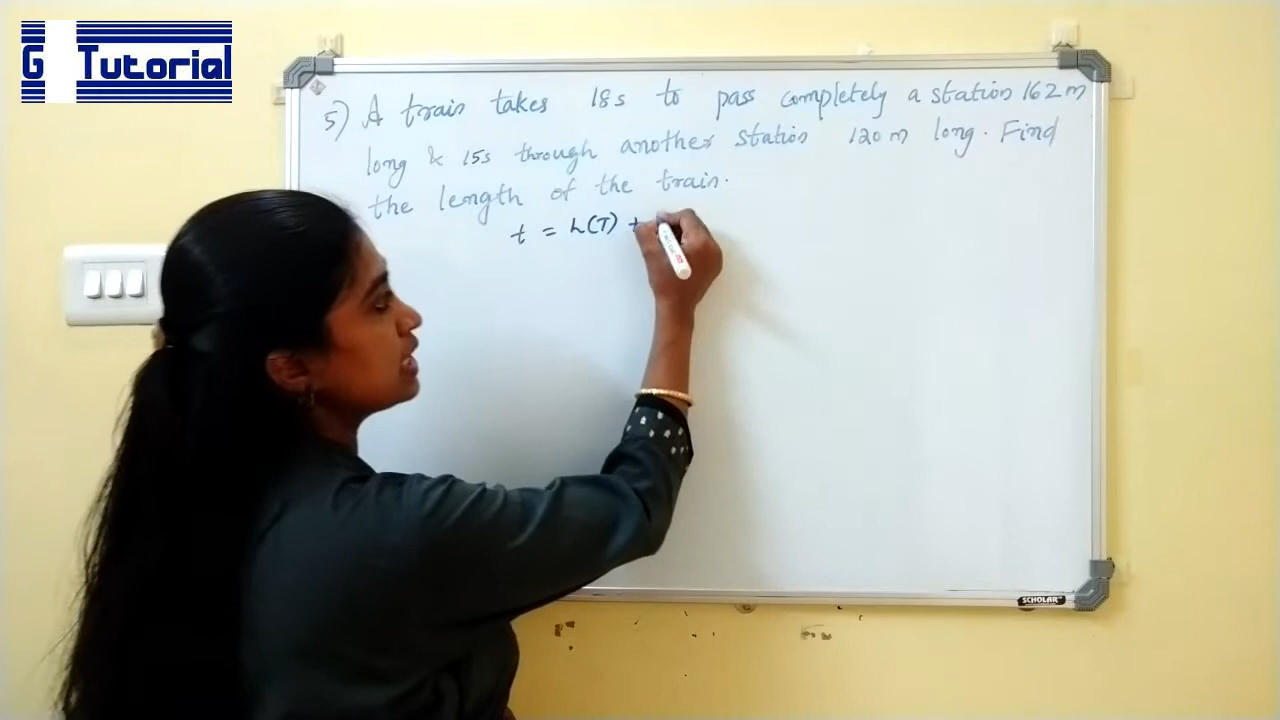 G Tutorial
5) A train takes 18s to pass completely a station 162m
long & 15s through another station 120m long. Find
the length of the train.
t = L(T) +
SCHOLAR